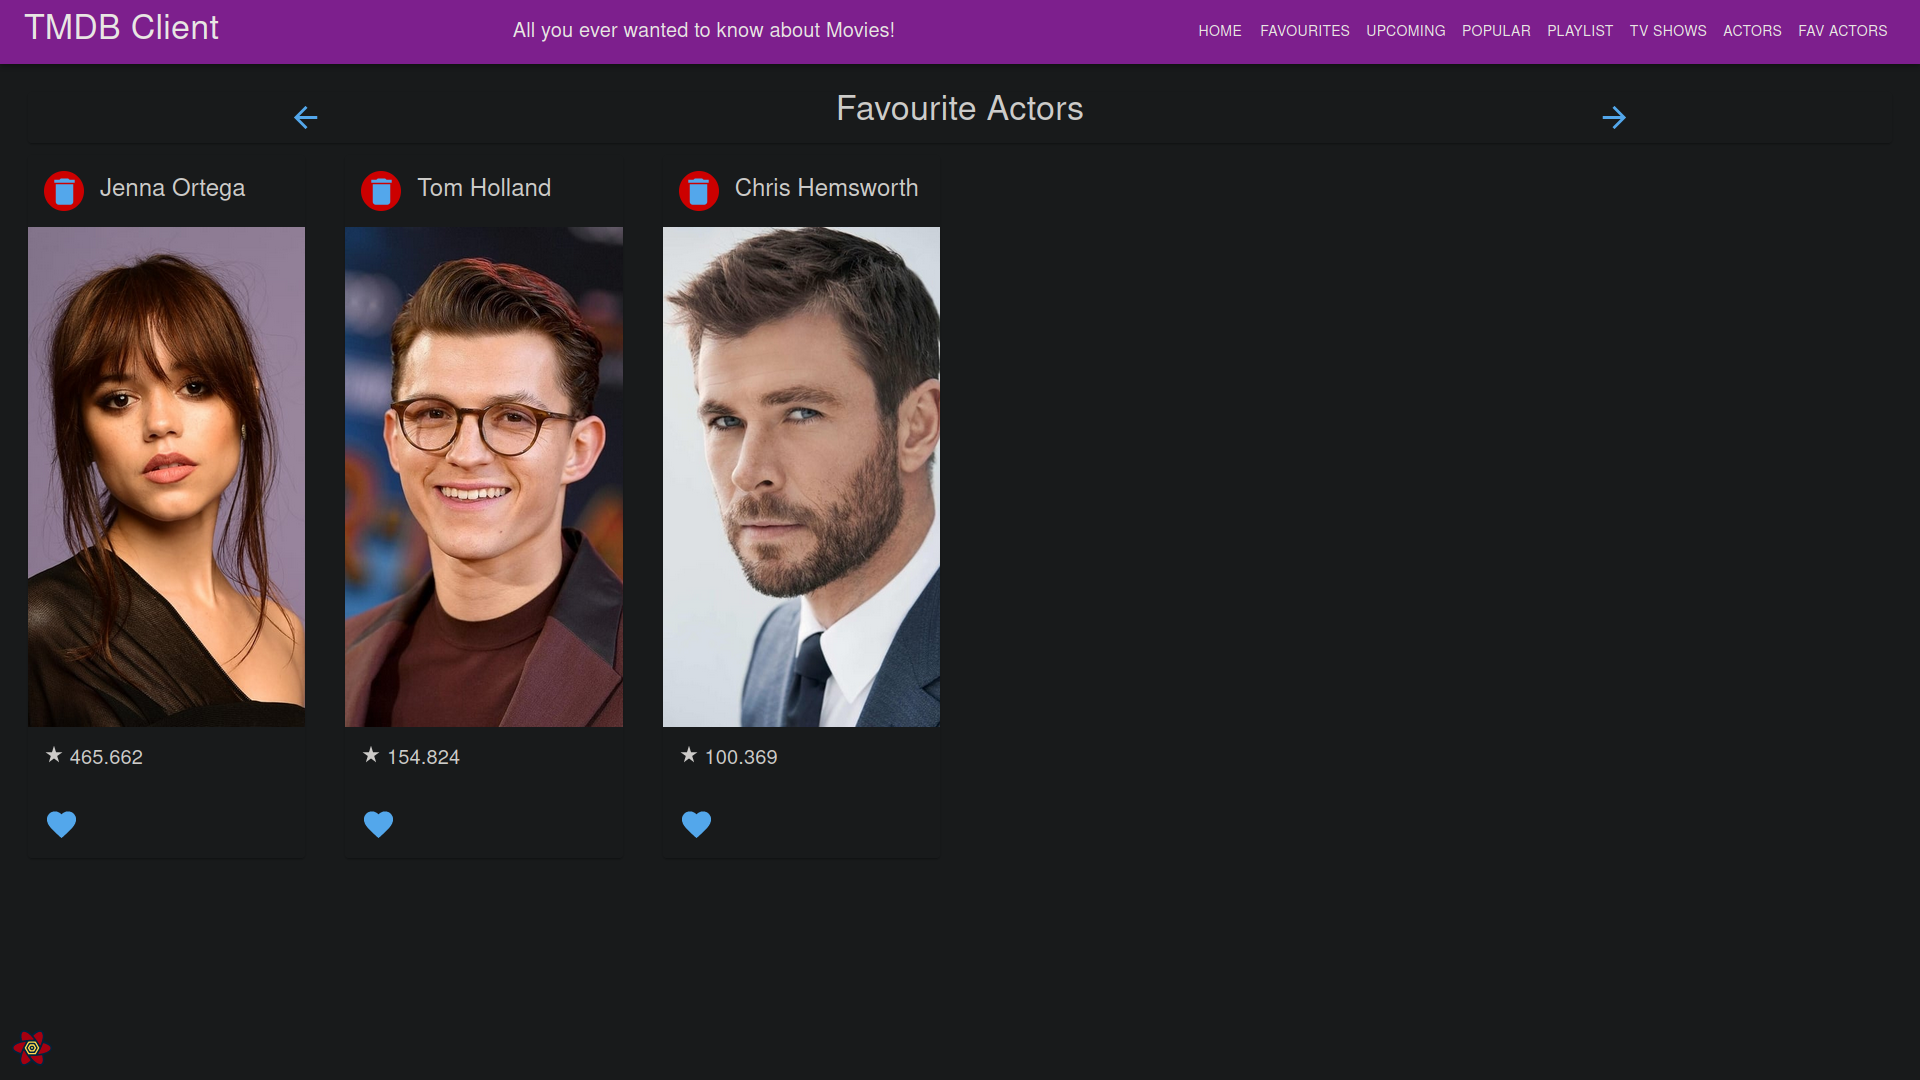 TMDB Client
All you ever wanted to know about Movies!
HOME FAVOURITES UPCOMING POPULAR PLAYLIST TV SHOWS ACTORS FAV ACTORS
Favourite Actors
Jenna Ortega
Tom Holland
Chris Hemsworth
465.662
154.824
100.369